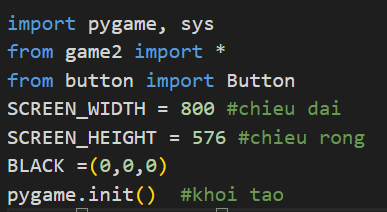 import pygame, sys
from game2 import *
from button import Button
SCREEN_WIDTH = 800 #chieu dai
SCREEN_HEIGHT = 576 #chieu rong
BLACK =(0,0,0)
pygame.init()  #khoi tao